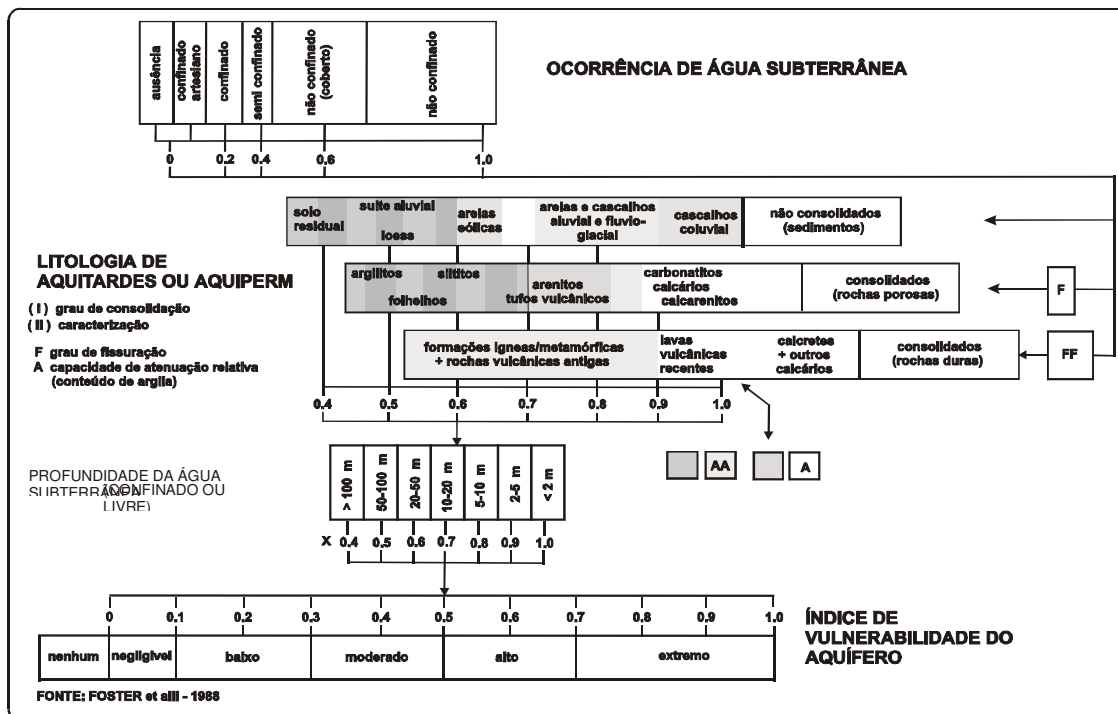 OCORRÊNCIA DE ÁGUA SUBTERRÂNEA
ausência
confinado
artesiano
confinado
semi confinado
não confinado
(coberto)
não confinado
0 0.2 0.4 0.6 1.0
solo
residual
suite aluvial
loess
areias
eólicas
areias e cascalhos
aluvial e fluvio-
glacial
cascalhos
coluvial
não consolidados
(sedimentos)
LITOLOGIA DE
AQUITARDES OU AQUIPERM
( I ) grau de consolidação
( II ) caracterização
F grau de fissuração
A capacidade de atenuação relativa
(conteúdo de argila)
argilitos
folhelhos
siltitos
arenitos
tufos vulcânicos
carbonatitos
calcários
calcarenitos
consolidados
(rochas porosas)
F
formações ígneas/metamórficas
+ rochas vulcânicas antigas
lavas
vulcânicas
recentes
calcretes
+ outros
calcários
consolidados
(rochas duras)
FF
0.4 0.5 0.6 0.7 0.8 0.9 1.0
AA A
PROFUNDIDADE DA ÁGUA
SUBTERRÂNEA
(CONFINADO OU
LIVRE)
> 100 m
50-100 m
20-50 m
10-20 m
5-10 m
2-5 m
< 2 m
X 0.4 0.5 0.6 0.7 0.8 0.9 1.0
0 0.1 0.2 0.3 0.4 0.5 0.6 0.7 0.8 0.9 1.0
nenhum negligível baixo moderado alto extremo
ÍNDICE DE
VULNERABILIDADE DO
AQUÍFERO
FONTE: FOSTER et alii - 1988